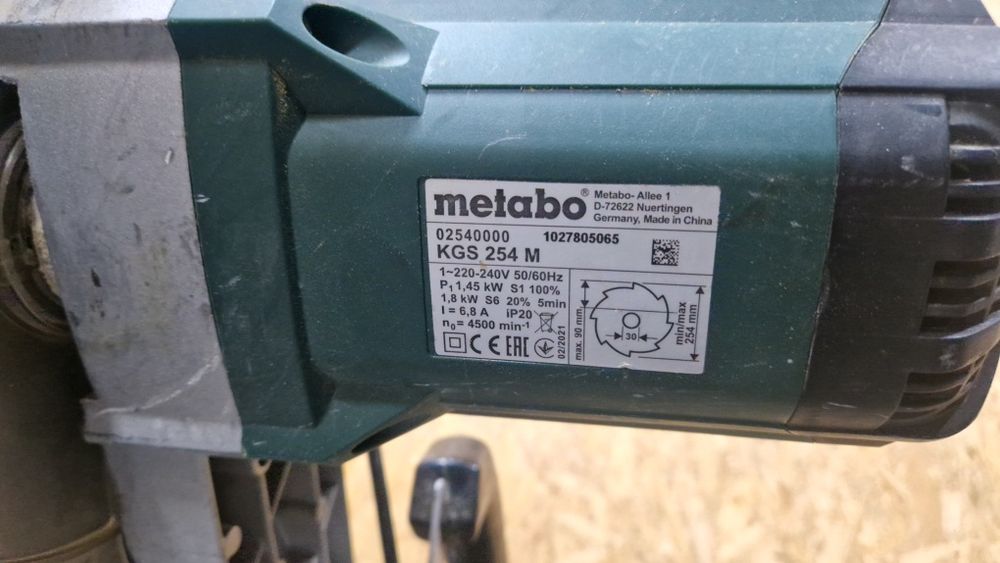 metabo®
Metabo- Allee 1
D-72622 Nuertingen
Germany, Made in China
02540000 1027805065
KGS 254 M
1~220-240V 50/60Hz
P1 1,45 kW S1 100%
1,8 kW S6 20% 5min
I = 6,8 A iP20
n0 = 4500 min-1
CE EAC 02/2021
max. 90 mm
30
min/max
254 mm